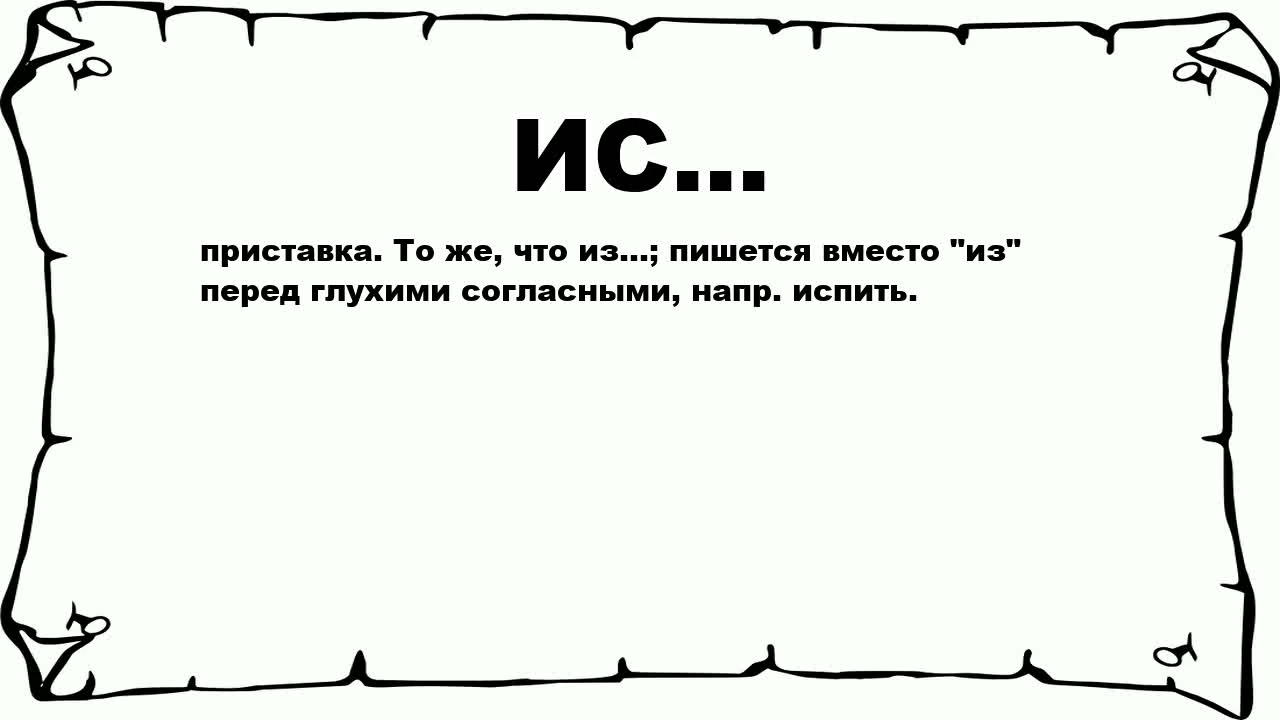 ИС...
приставка. То же, что из...; пишется вместо "из"
перед глухими согласными, напр. испить.